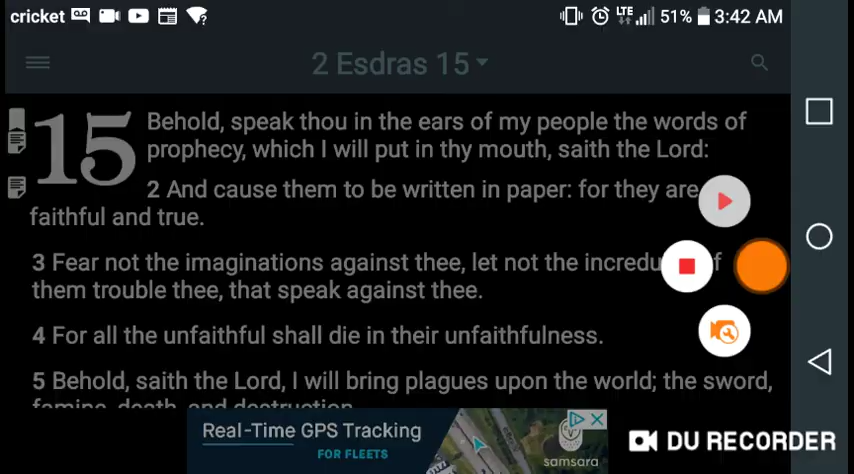 cricket LTE 51% 3:42 AM
2 Esdras 15
15 Behold, speak thou in the ears of my people the words of
prophecy, which I will put in thy mouth, saith the Lord:
2 And cause them to be written in paper: for they are
faithful and true.
3 Fear not the imaginations against thee, let not the
them trouble thee, that speak against thee.
4 For all the unfaithful shall die in their unfaithfulness.
5 Behold, saith the Lord, I will bring plagues upon the world; the sword,
famine, death, and destruction
Real-Time GPS Tracking
FOR FLEETS
samsara
DU RECORDER